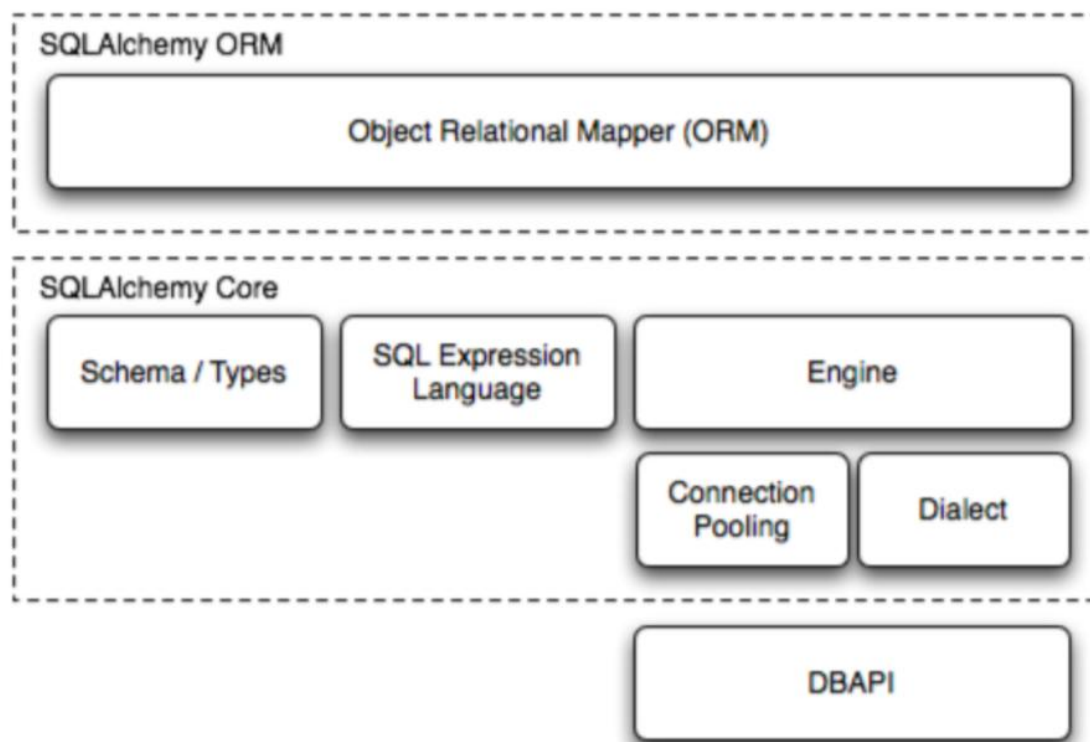 SQLAlchemy ORM
Object Relational Mapper (ORM)
SQLAlchemy Core
Schema / Types
SQL Expression
Language
Engine
Connection
Pooling
Dialect
DBAPI